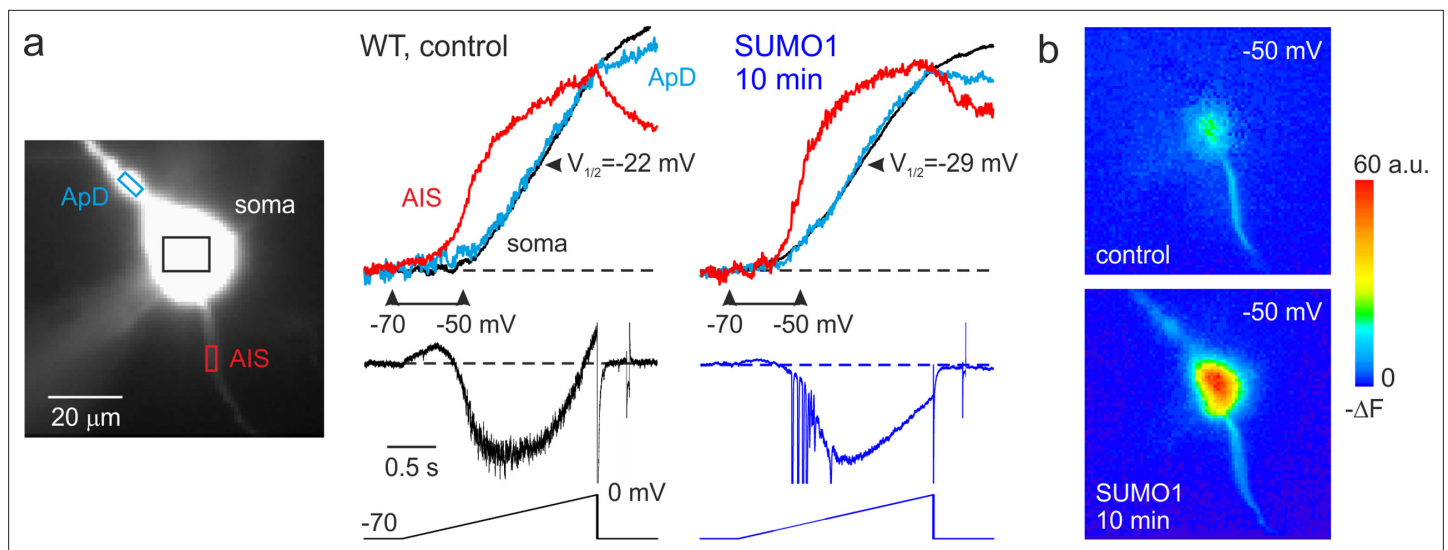 a
ApD
soma
AIS
20 μm
WT, control
ApD
V1/2=-22 mV
AIS
soma
-70 -50 mV
0.5 s
0 mV
-70
SUMO1
10 min
V1/2=-29 mV
-70 -50 mV
b
-50 mV
control
-50 mV
SUMO1
10 min
60 a.u.
0
-ΔF